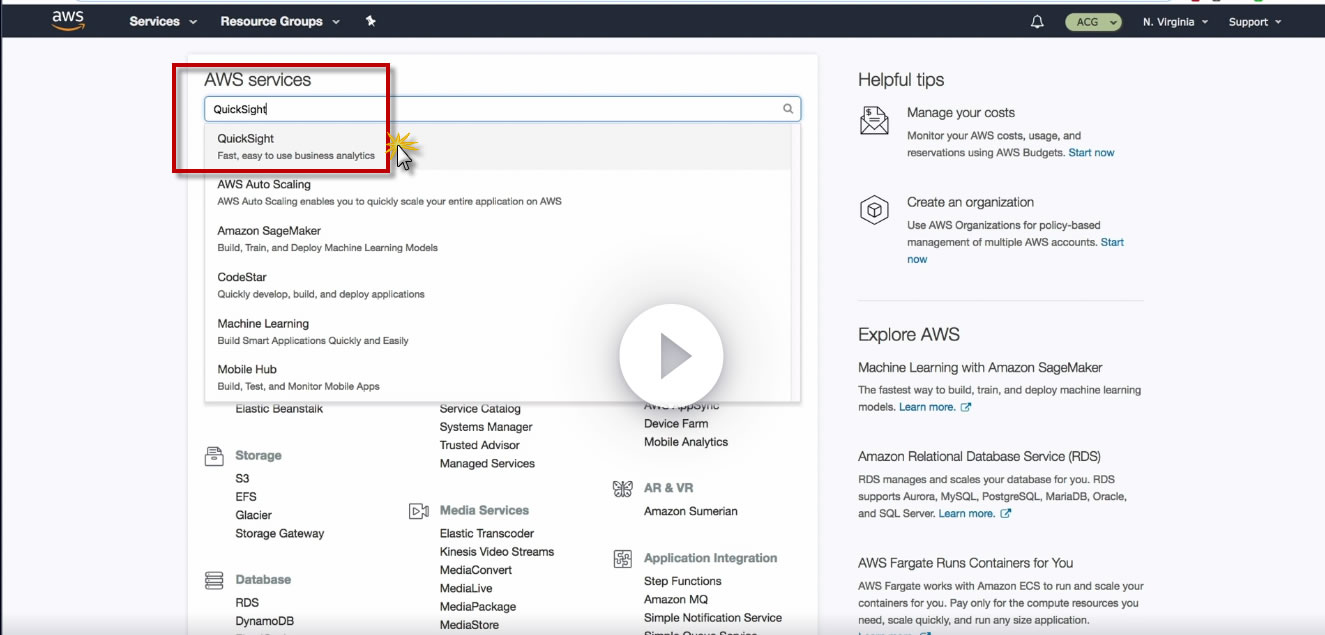 aws
Services
Resource Groups
ACG
N. Virginia
Support
AWS services
QuickSight
QuickSight
Fast, easy to use business analytics
AWS Auto Scaling
AWS Auto Scaling enables you to quickly scale your entire application on AWS
Amazon SageMaker
Build, Train, and Deploy Machine Learning Models
CodeStar
Quickly develop, build, and deploy applications
Machine Learning
Build Smart Applications Quickly and Easily
Mobile Hub
Build, Test, and Monitor Mobile Apps
Elastic Beanstalk
Storage
S3
EFS
Glacier
Storage Gateway
Database
RDS
DynamoDB
Service Catalog
Systems Manager
Trusted Advisor
Managed Services
Media Services
Elastic Transcoder
Kinesis Video Streams
MediaConvert
MediaLive
MediaPackage
MediaStore
AWS AppSync
Device Farm
Mobile Analytics
AR & VR
Amazon Sumerian
Application Integration
Step Functions
Amazon MQ
Simple Notification Service
Simple Queue Service
Helpful tips
Manage your costs
Monitor your AWS costs, usage, and
reservations using AWS Budgets. Start now
Create an organization
Use AWS Organizations for policy-based
management of multiple AWS accounts. Start
now
Explore AWS
Machine Learning with Amazon SageMaker
The fastest way to build, train, and deploy machine learning
models. Learn more.
Amazon Relational Database Service (RDS)
RDS manages and scales your database for you. RDS
supports Aurora, MySQL, PostgreSQL, MariaDB, Oracle,
and SQL Server. Learn more.
AWS Fargate Runs Containers for You
AWS Fargate works with Amazon ECS to run and scale your
containers for you. Pay only for the compute resources you
need, scale quickly, and run any size application.
Learn more.